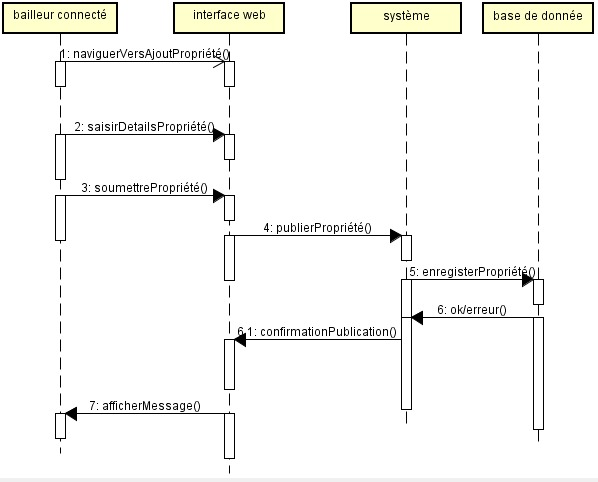 bailleur connecté
interface web
système
base de donnée
1: naviguerVersAjoutPropriété()
2: saisirDetailsPropriété()
3: soumettrePropriété()
4: publierPropriété()
5: enregisterPropriété()
6: ok/erreur()
6.1: confirmationPublication()
7: afficherMessage()